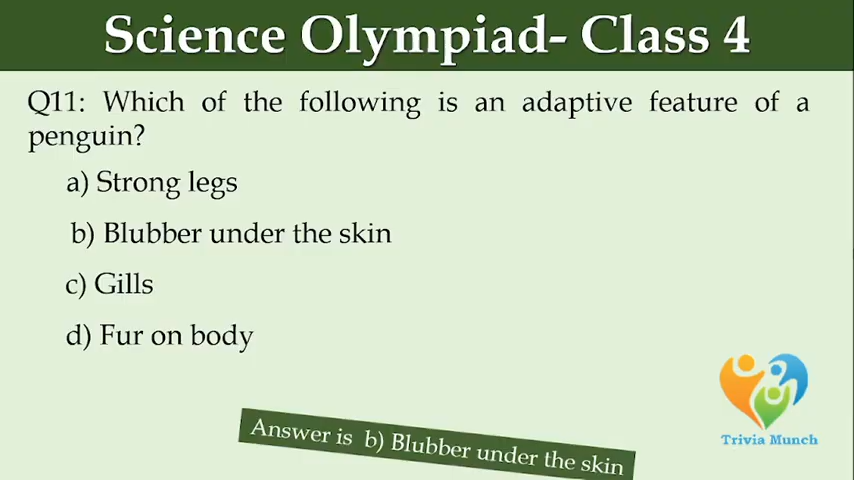 Science Olympiad- Class 4
Q11: Which of the following is an adaptive feature of a
penguin?
a) Strong legs
b) Blubber under the skin
c) Gills
d) Fur on body
Answer is b) Blubber under the skin
Trivia Munch